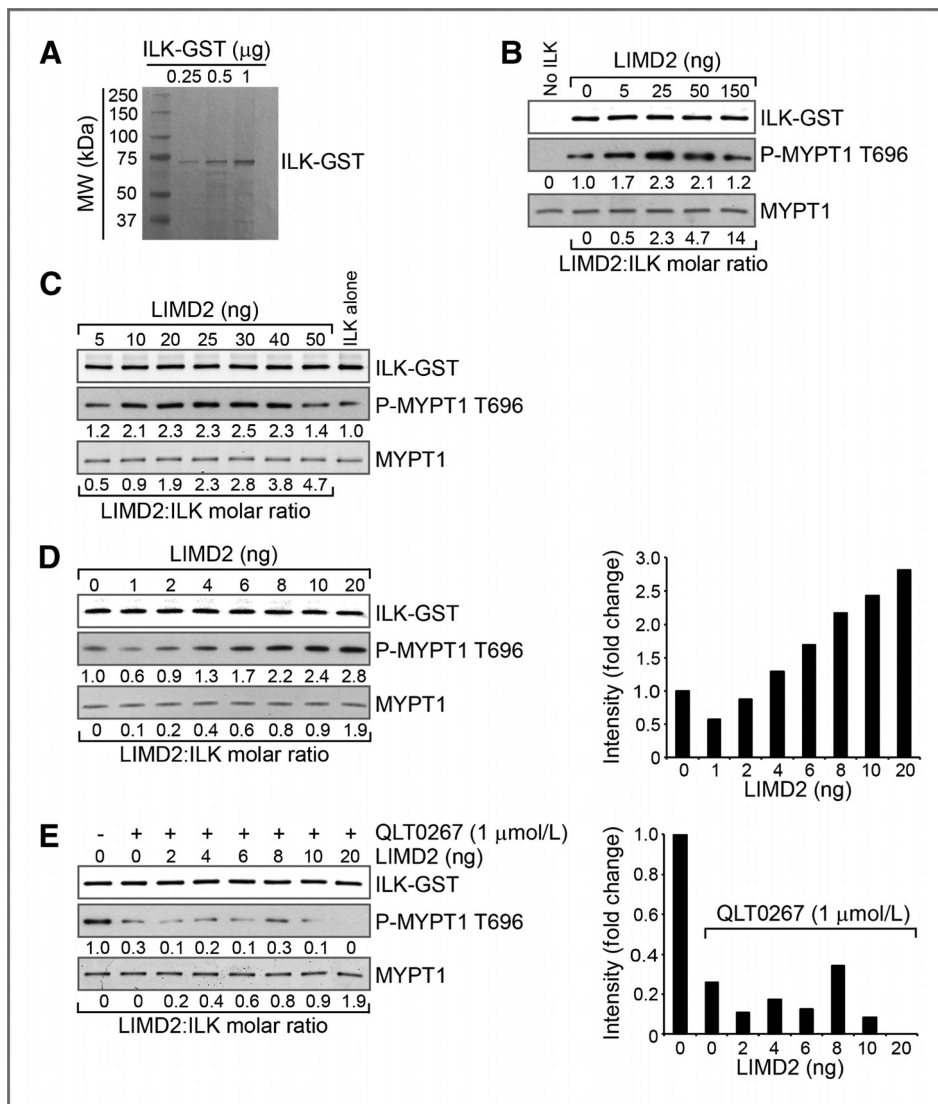 A
ILK-GST (µg)
0.25 0.5 1
MW (kDa)
250
150
100
75
50
37
ILK-GST
B
No ILK
LIMD2 (ng)
0 5 25 50 150
ILK-GST
P-MYPT1 T696
0 1.0 1.7 2.3 2.1 1.2
MYPT1
0 0.5 2.3 4.7 14
LIMD2:ILK molar ratio
C
LIMD2 (ng)
ILK alone
5 10 20 25 30 40 50
ILK-GST
P-MYPT1 T696
1.2 2.1 2.3 2.3 2.5 2.3 1.4 1.0
MYPT1
0.5 0.9 1.9 2.3 2.8 3.8 4.7
LIMD2:ILK molar ratio
D
LIMD2 (ng)
0 1 2 4 6 8 10 20
ILK-GST
P-MYPT1 T696
1.0 0.6 0.9 1.3 1.7 2.2 2.4 2.8
MYPT1
0 0.1 0.2 0.4 0.6 0.8 0.9 1.9
LIMD2:ILK molar ratio
Intensity (fold change)
3.0
2.5
2.0
1.5
1.0
0.5
0
0 1 2 4 6 8 10 20
LIMD2 (ng)
E
- + + + + + + + QLT0267 (1 µmol/L)
0 0 2 4 6 8 10 20 LIMD2 (ng)
ILK-GST
P-MYPT1 T696
1.0 0.3 0.1 0.2 0.1 0.3 0.1 0
MYPT1
0 0 0.2 0.4 0.6 0.8 0.9 1.9
LIMD2:ILK molar ratio
Intensity (fold change)
1.0
0.8
0.6
0.4
0.2
0
QLT0267 (1 µmol/L)
0 0 2 4 6 8 10 20
LIMD2 (ng)